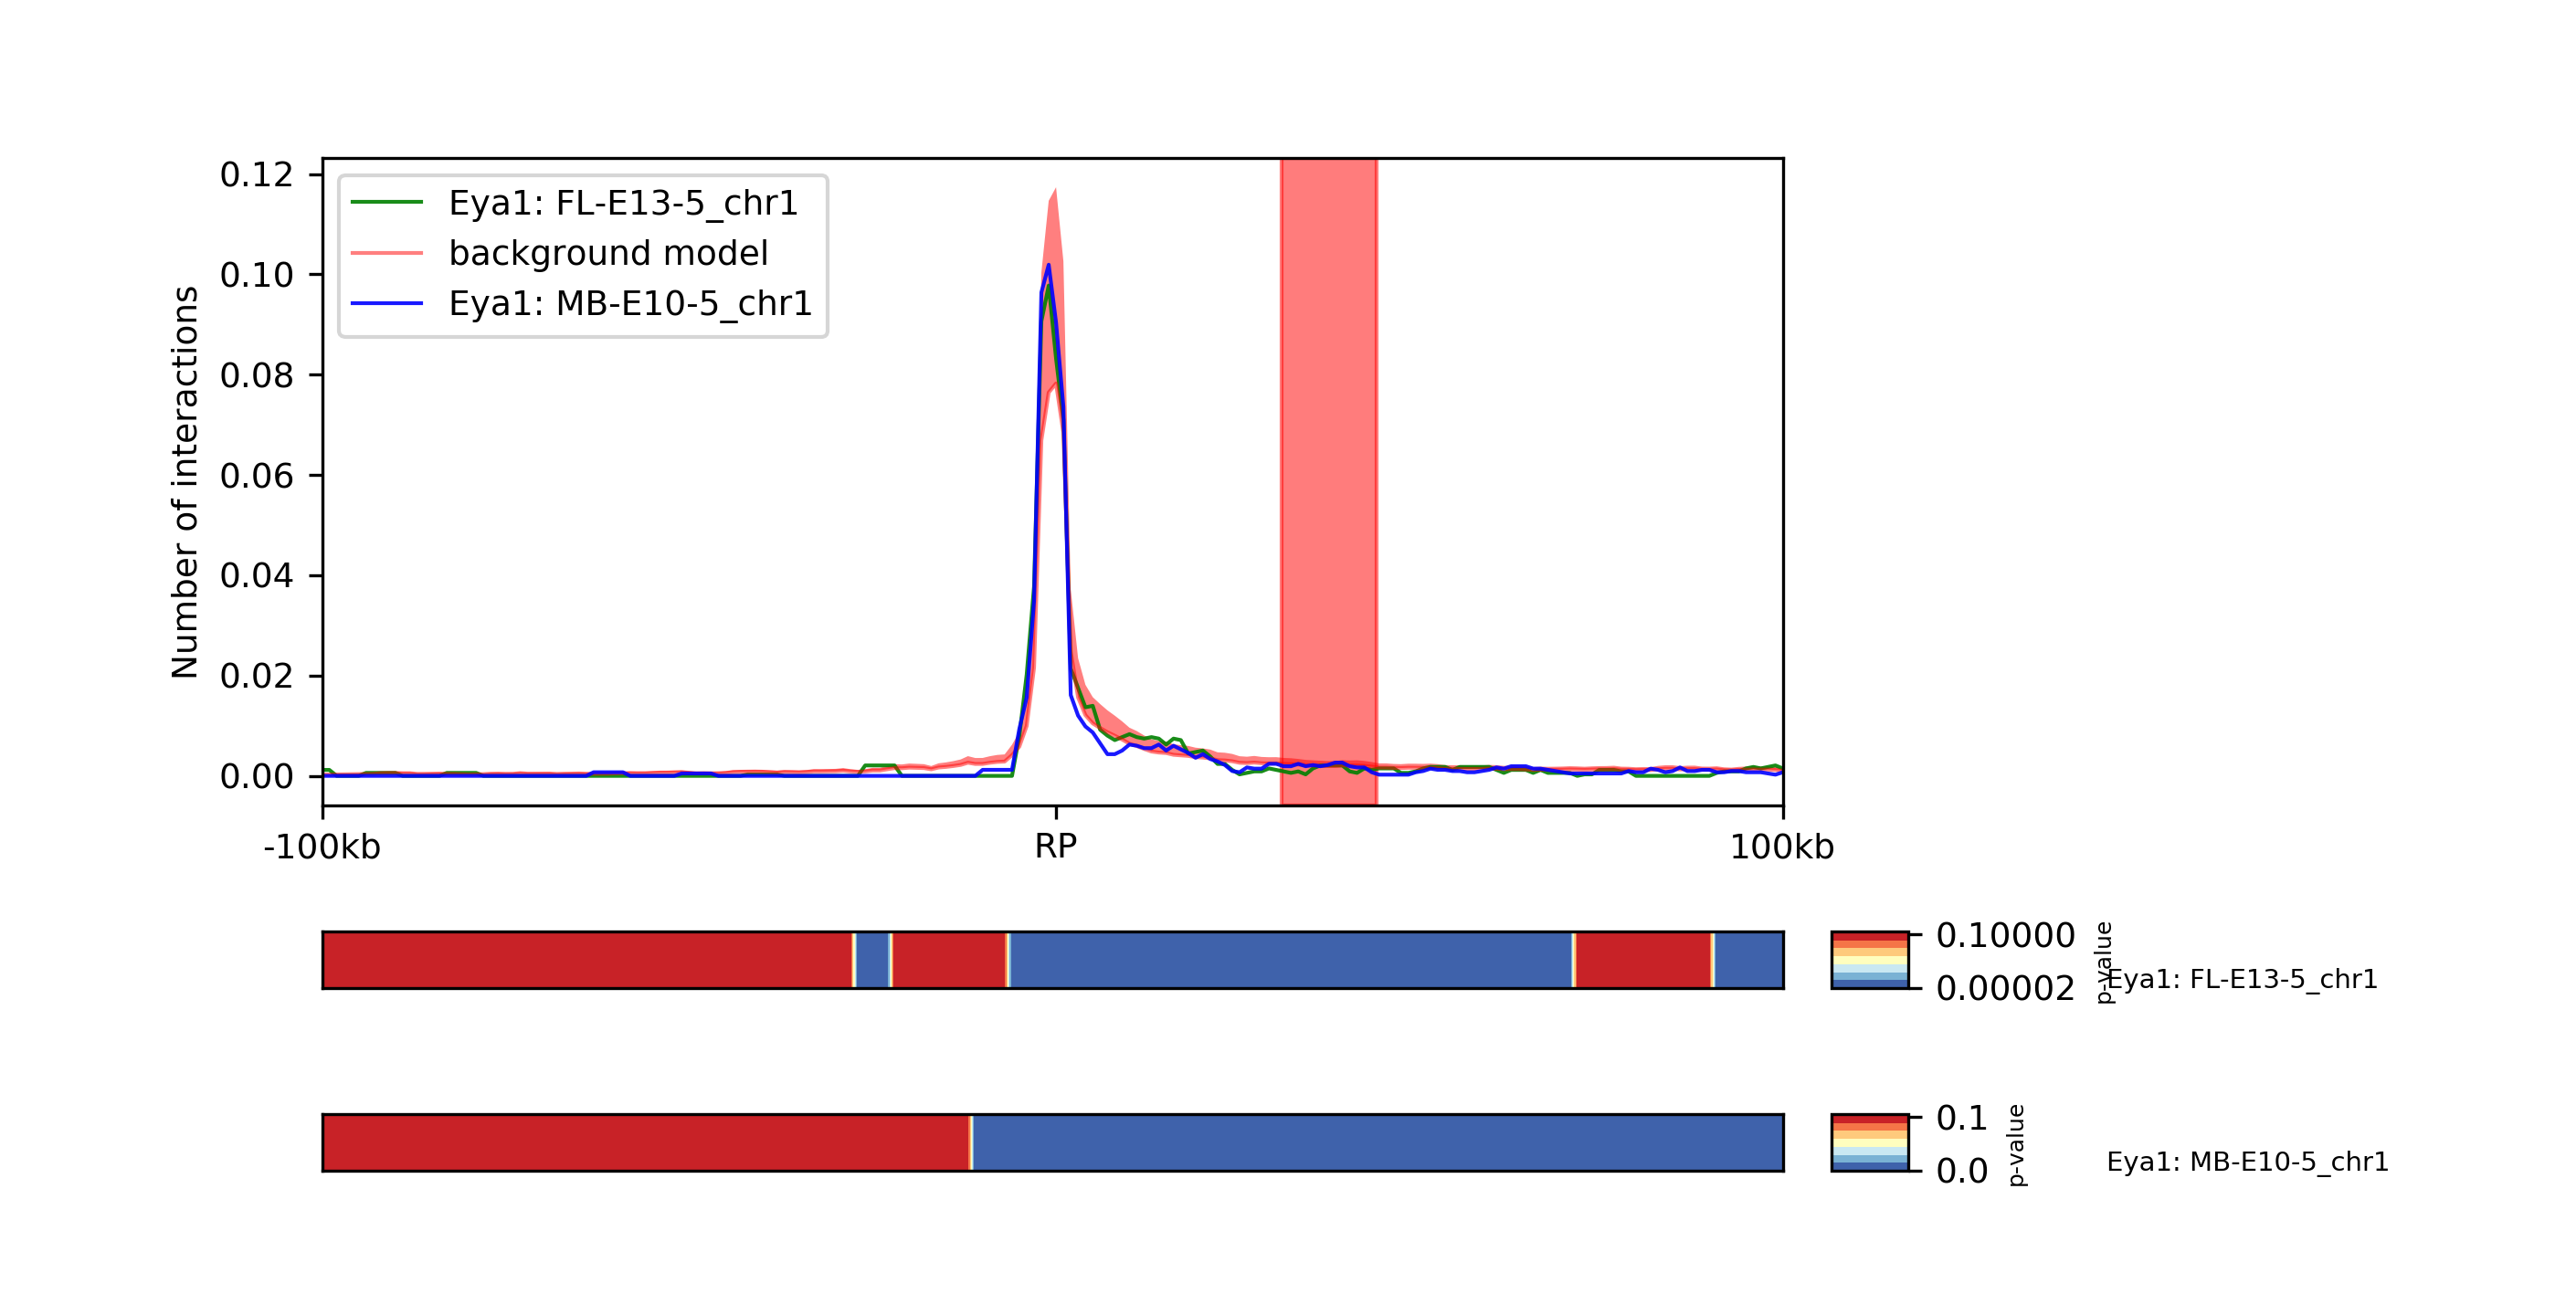 Number of interactions
0.12
0.10
0.08
0.06
0.04
0.02
0.00
Eya1: FL-E13-5_chr1
background model
Eya1: MB-E10-5_chr1
-100kb
RP
100kb
0.10000
0.00002
p-value
Eya1: FL-E13-5_chr1
0.1
0.0
p-value
Eya1: MB-E10-5_chr1